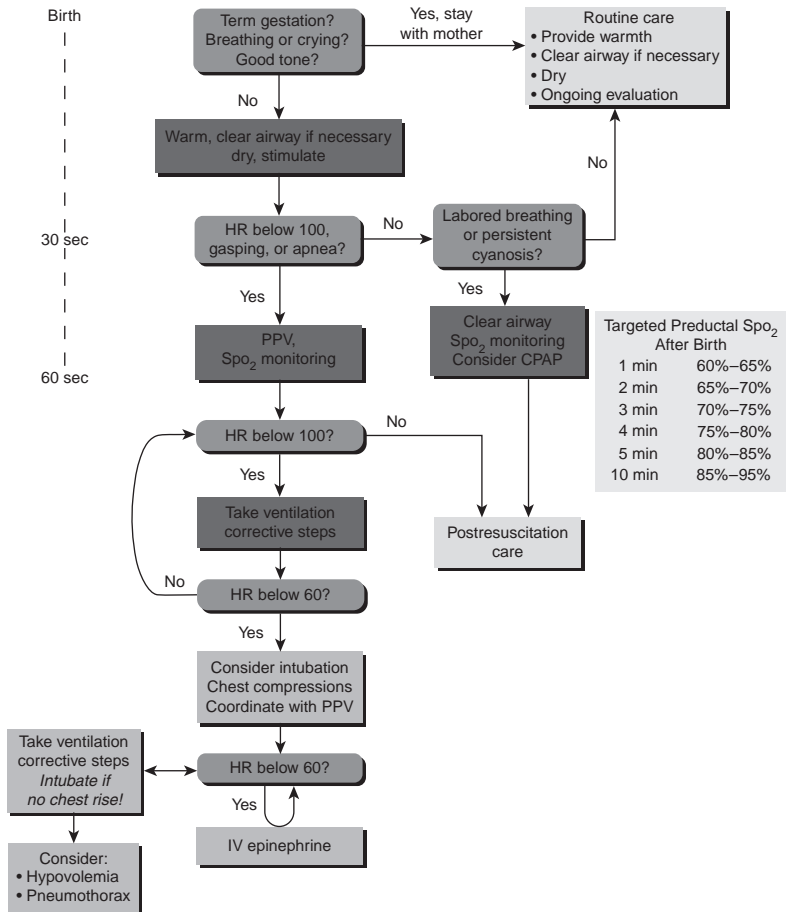 Birth
30 sec
60 sec
Term gestation?
Breathing or crying?
Good tone?
Yes, stay
with mother
Routine care
• Provide warmth
• Clear airway if necessary
• Dry
• Ongoing evaluation
No
Warm, clear airway if necessary
dry, stimulate
No
HR below 100,
gasping, or apnea?
No
Labored breathing
or persistent
cyanosis?
Yes
Yes
PPV,
Spo2 monitoring
Clear airway
Spo2 monitoring
Consider CPAP
Targeted Preductal Spo2
After Birth
1 min 60%–65%
2 min 65%–70%
3 min 70%–75%
4 min 75%–80%
5 min 80%–85%
10 min 85%–95%
HR below 100?
No
Yes
Take ventilation
corrective steps
Postresuscitation
care
No
HR below 60?
Yes
Consider intubation
Chest compressions
Coordinate with PPV
Take ventilation
corrective steps
Intubate if
no chest rise!
HR below 60?
Yes
IV epinephrine
Consider:
• Hypovolemia
• Pneumothorax